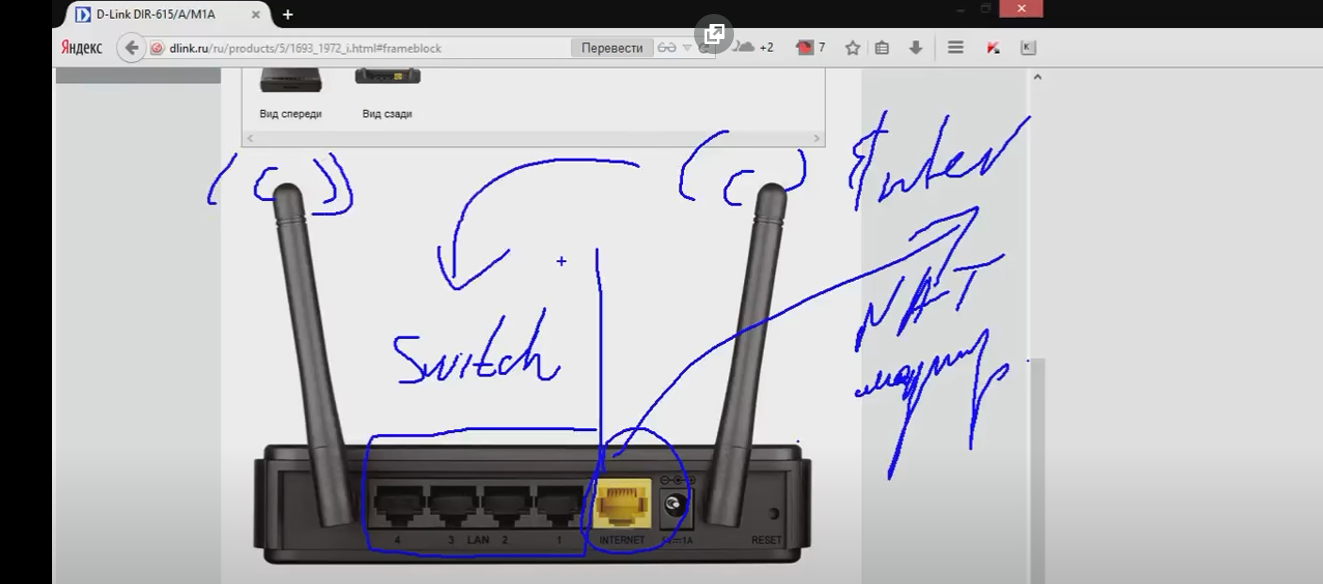 D-Link DIR-615/A/M1A
Яндекс
dlink.ru/ru/products/5/1693_1972_i.html#frameblock
Перевести
+2
7
K
Вид спереди
Вид сзади
Inter
NAT
Switch
4
3
LAN
2
1
INTERNET
5V 1A
RESET